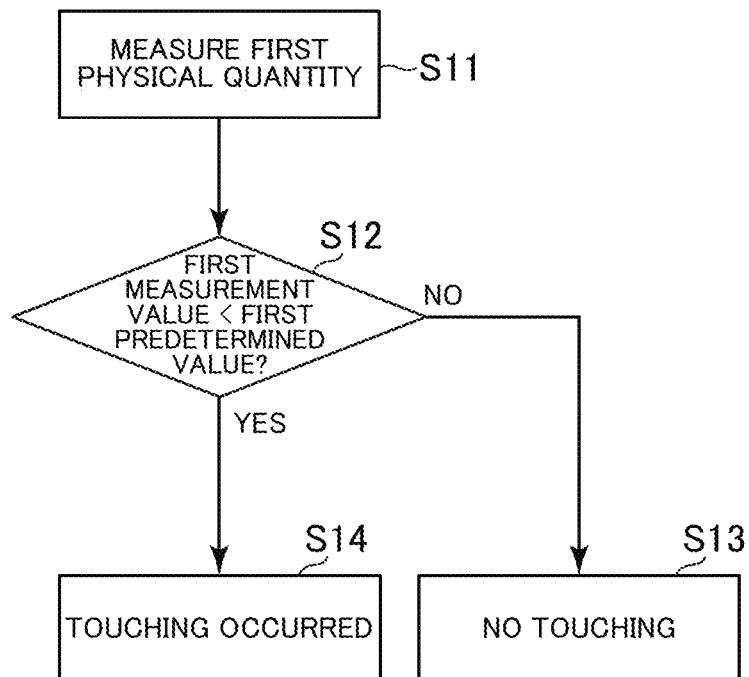 MEASURE FIRST
PHYSICAL QUANTITY
S11
S12
FIRST
MEASUREMENT
VALUE < FIRST
PREDETERMINED
VALUE?
NO
YES
S14
S13
TOUCHING OCCURRED
NO TOUCHING